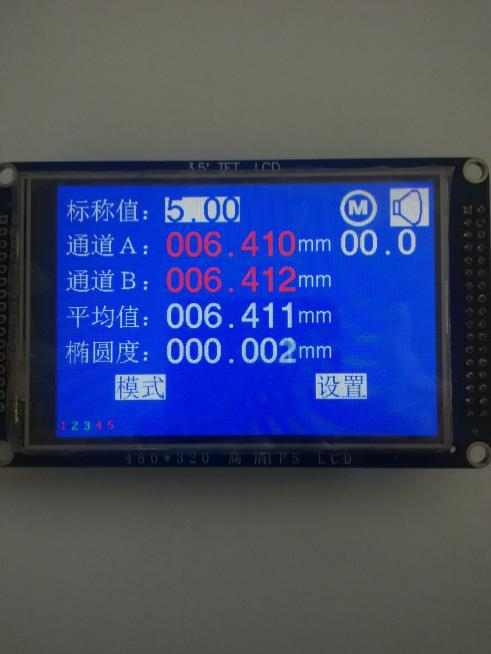 3.5' TFT LCD
标称值：5.00 M
通道A：006.410mm 00.0
通道B：006.412mm
平均值：006.411mm
椭圆度：000.002mm
模式 设置
12345
480*320 高清IPS LCD